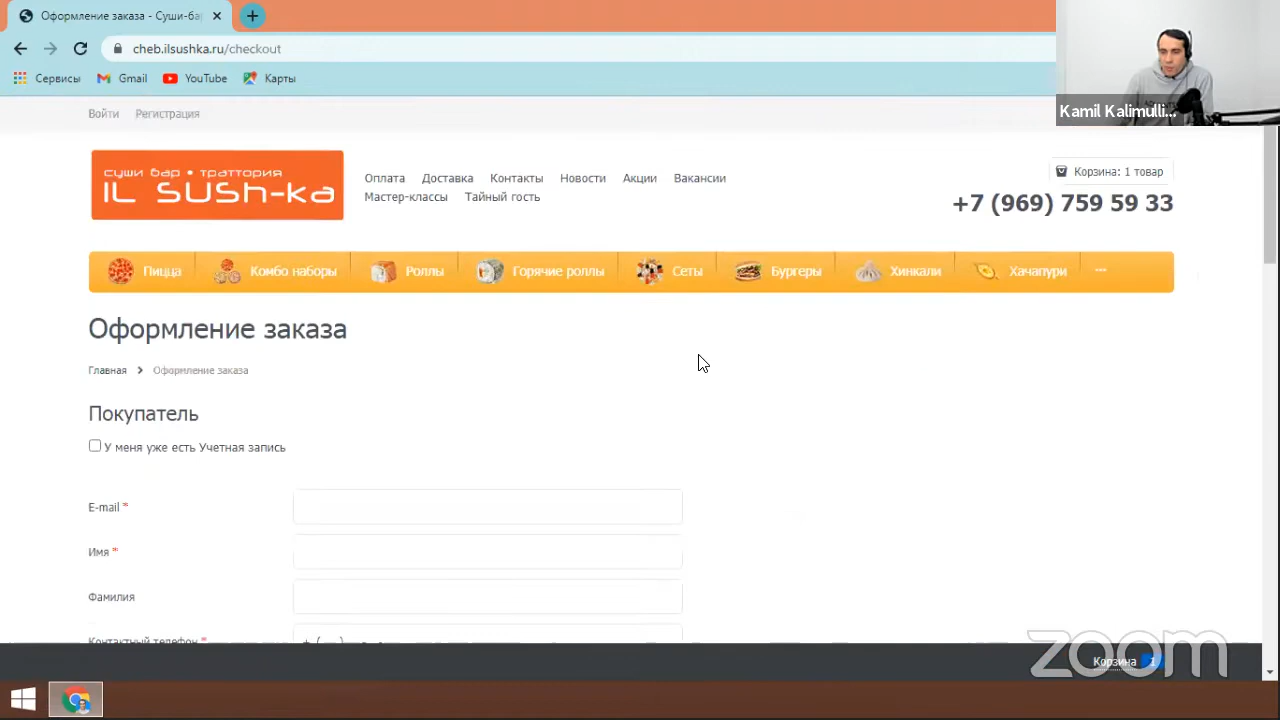 Оформление заказа - Суши-ба
cheb.ilsushka.ru/checkout
Сервисы Gmail YouTube Карты
Kamil Kalimulli...
Войти Регистрация
суши бар • траттория
IL SUSH-ka
Оплата Доставка Контакты Новости Акции Вакансии
Мастер-классы Тайный гость
Корзина: 1 товар
+7 (969) 759 59 33
Пицца Комбо наборы Роллы Горячие роллы Сеты Бургеры Хинкали Хачапури ...
Оформление заказа
Главная > Оформление заказа
Покупатель
У меня уже есть Учетная запись
E-mail *
Имя *
Фамилия
Контактный телефон *
Корзина 1
zoom